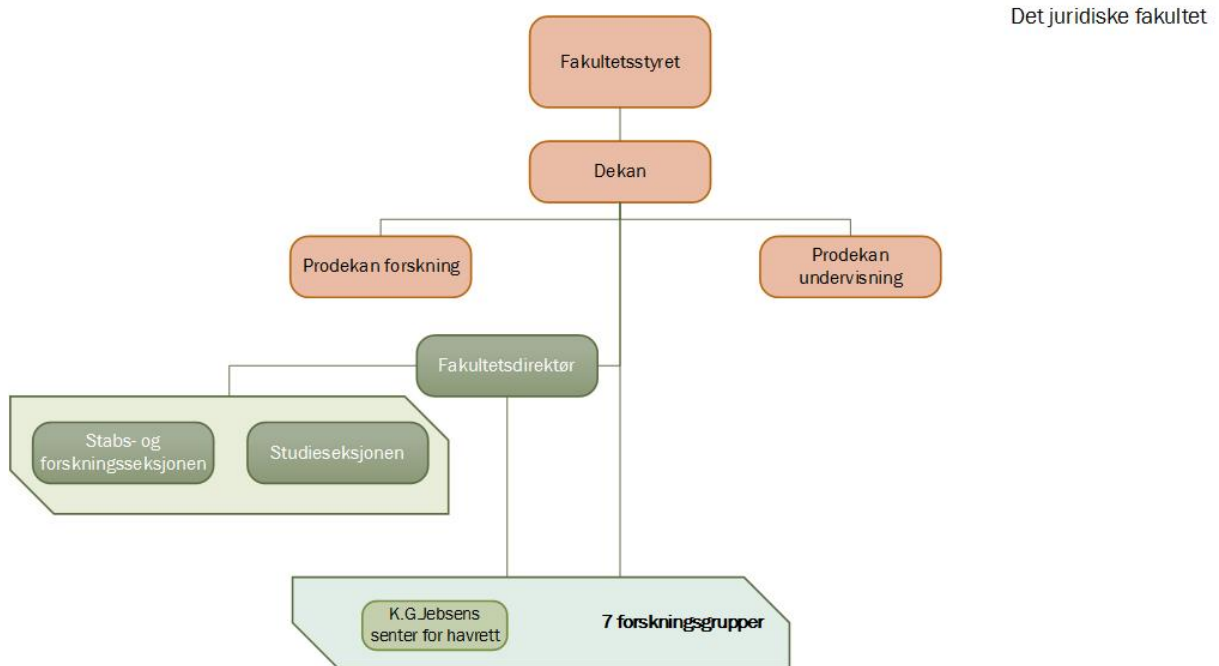 Det juridiske fakultet
Fakultetsstyret
Dekan
Prodekan forskning
Prodekan
undervisning
Fakultetsdirektør
Stabs- og
forskningsseksjonen
Studieseksjonen
K.G.Jebsens
senter for havrett
7 forskningsgrupper